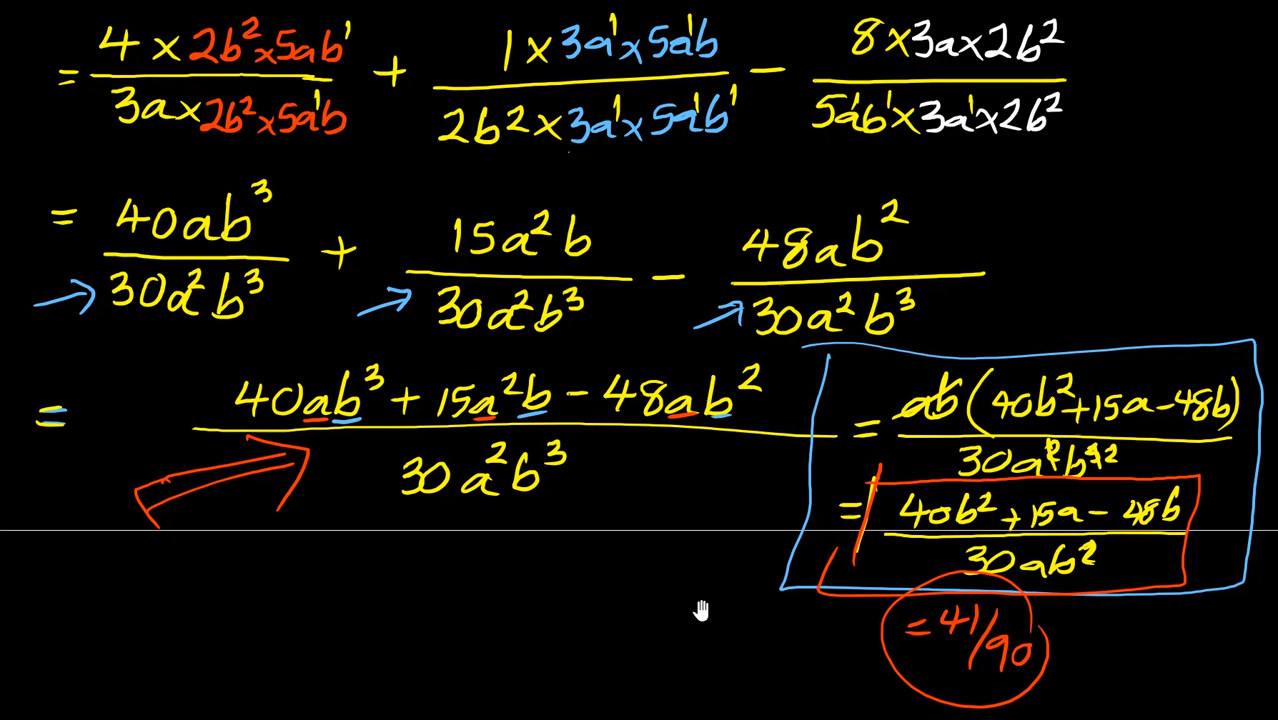 = (4 × 2b² × 5ab¹)/(3a × 2b² × 5a¹b) + (1 × 3a¹ × 5a¹b)/(2b² × 3a¹ × 5a¹b¹) − (8 × 3a × 2b²)/(5a¹b¹ × 3a¹ × 2b²)
= 40ab³/30a²b³ + 15a²b/30a²b³ − 48ab²/30a²b³
= (40ab³ + 15a²b − 48ab²)/30a²b³
= ab(40b² + 15a − 48b)/30a²b³ ²
= (40b² + 15a − 48b)/30ab²
= 41/90